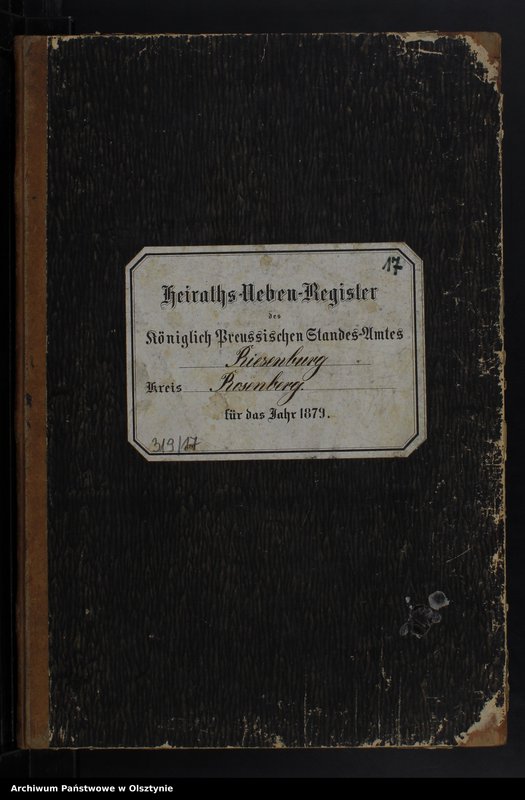 17
Heiraths-Neben-Register
des
Königlich Preussischen Standes-Amtes
Riesenburg
Kreis Rosenberg
für das Jahr 1879.
319/17
Archiwum Państwowe w Olsztynie